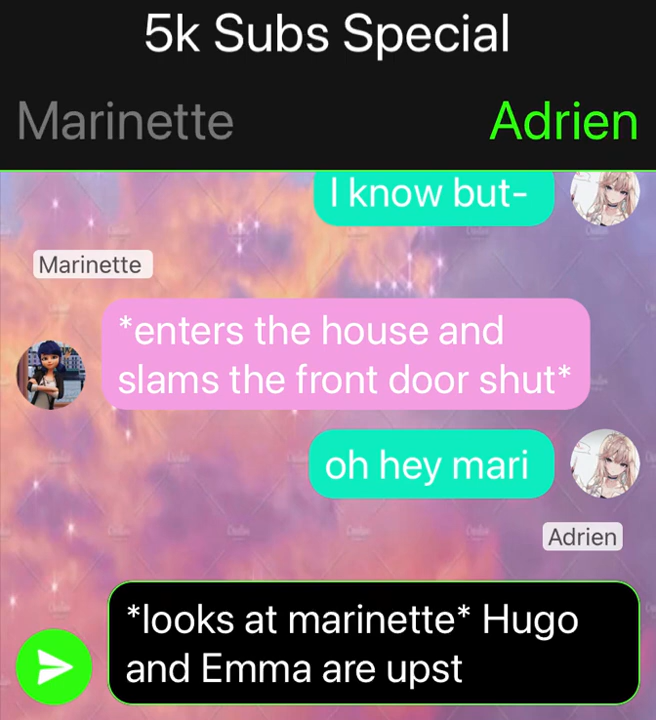 5k Subs Special
Marinette
Adrien
I know but-
Marinette
*enters the house and
slams the front door shut*
oh hey mari
Adrien
*looks at marinette* Hugo
and Emma are upst